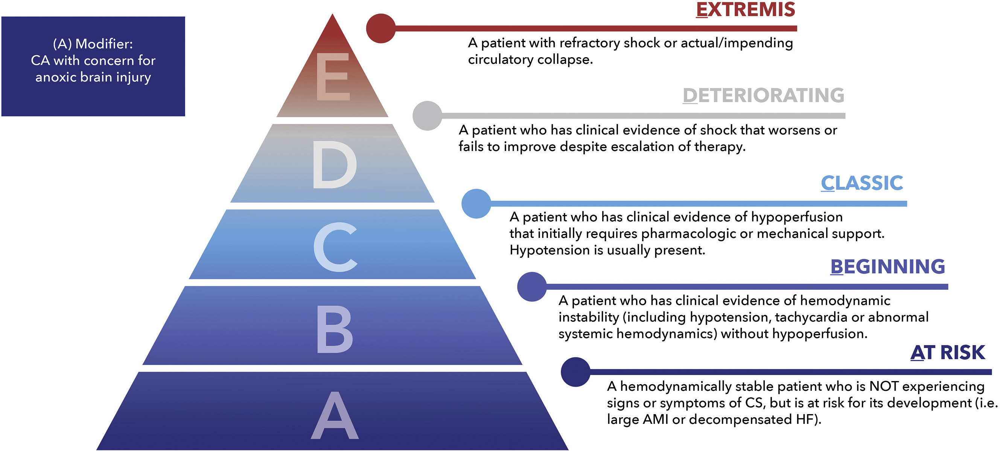 (A) Modifier:
CA with concern for
anoxic brain injury
E
EXTREMIS
A patient with refractory shock or actual/impending
circulatory collapse.
D
DETERIORATING
A patient who has clinical evidence of shock that worsens or
fails to improve despite escalation of therapy.
C
CLASSIC
A patient who has clinical evidence of hypoperfusion
that initially requires pharmacologic or mechanical support.
Hypotension is usually present.
B
BEGINNING
A patient who has clinical evidence of hemodynamic
instability (including hypotension, tachycardia or abnormal
systemic hemodynamics) without hypoperfusion.
A
AT RISK
A hemodynamically stable patient who is NOT experiencing
signs or symptoms of CS, but is at risk for its development (i.e.
large AMI or decompensated HF).